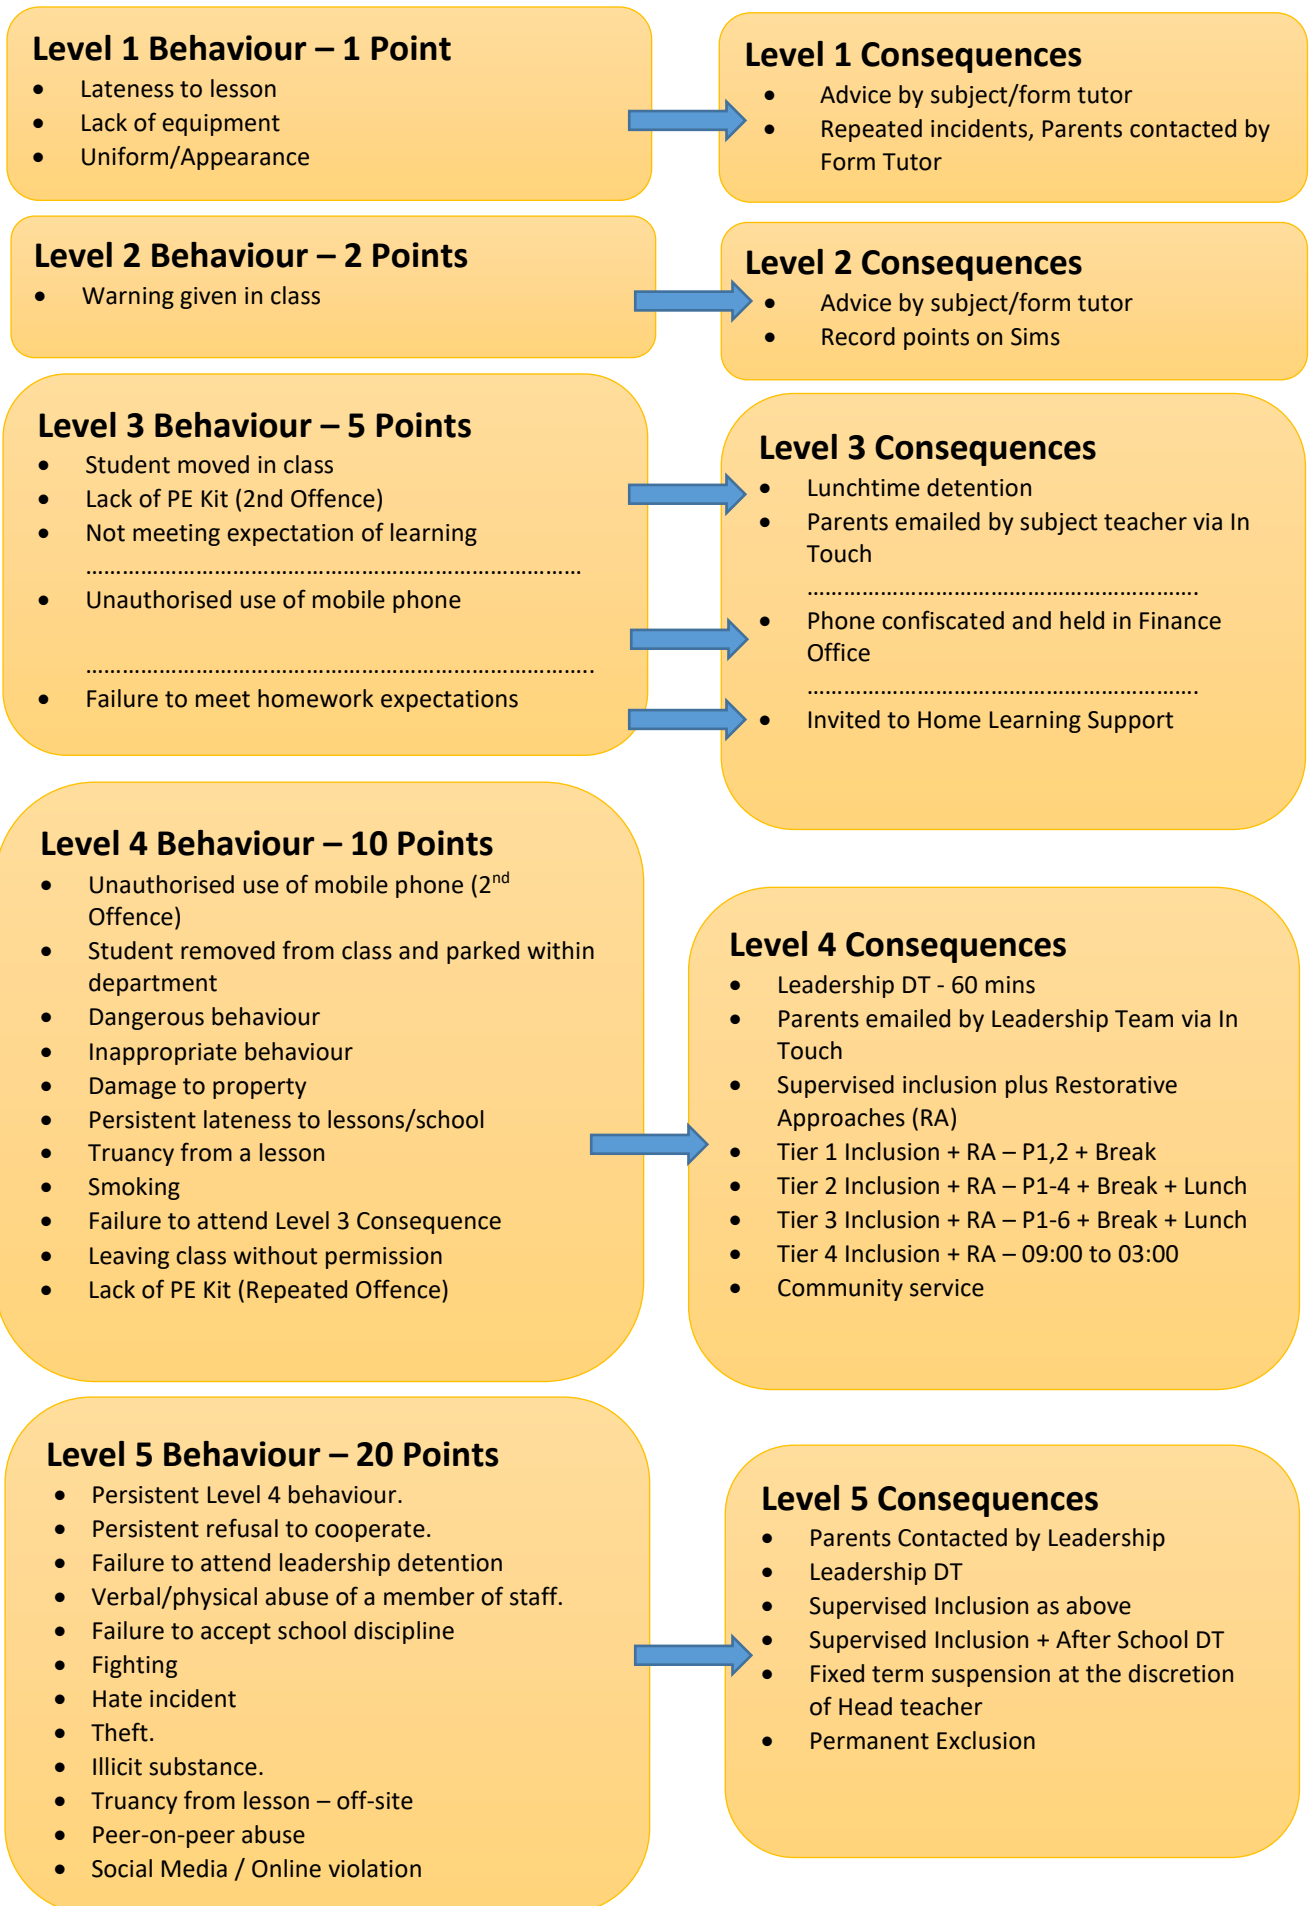 Level 1 Behaviour – 1 Point
• Lateness to lesson
• Lack of equipment
• Uniform/Appearance
Level 1 Consequences
• Advice by subject/form tutor
• Repeated incidents, Parents contacted by
Form Tutor
Level 2 Behaviour – 2 Points
• Warning given in class
Level 2 Consequences
• Advice by subject/form tutor
• Record points on Sims
Level 3 Behaviour – 5 Points
• Student moved in class
• Lack of PE Kit (2nd Offence)
• Not meeting expectation of learning
………………………………………………………………………
• Unauthorised use of mobile phone
………………………………………………………………………..
• Failure to meet homework expectations
Level 3 Consequences
• Lunchtime detention
• Parents emailed by subject teacher via In
Touch
……………………………………………………….
• Phone confiscated and held in Finance
Office
……………………………………………………….
• Invited to Home Learning Support
Level 4 Behaviour – 10 Points
• Unauthorised use of mobile phone (2nd
Offence)
• Student removed from class and parked within
department
• Dangerous behaviour
• Inappropriate behaviour
• Damage to property
• Persistent lateness to lessons/school
• Truancy from a lesson
• Smoking
• Failure to attend Level 3 Consequence
• Leaving class without permission
• Lack of PE Kit (Repeated Offence)
Level 4 Consequences
• Leadership DT - 60 mins
• Parents emailed by Leadership Team via In
Touch
• Supervised inclusion plus Restorative
Approaches (RA)
• Tier 1 Inclusion + RA – P1,2 + Break
• Tier 2 Inclusion + RA – P1-4 + Break + Lunch
• Tier 3 Inclusion + RA – P1-6 + Break + Lunch
• Tier 4 Inclusion + RA – 09:00 to 03:00
• Community service
Level 5 Behaviour – 20 Points
• Persistent Level 4 behaviour.
• Persistent refusal to cooperate.
• Failure to attend leadership detention
• Verbal/physical abuse of a member of staff.
• Failure to accept school discipline
• Fighting
• Hate incident
• Theft.
• Illicit substance.
• Truancy from lesson – off-site
• Peer-on-peer abuse
• Social Media / Online violation
Level 5 Consequences
• Parents Contacted by Leadership
• Leadership DT
• Supervised Inclusion as above
• Supervised Inclusion + After School DT
• Fixed term suspension at the discretion
of Head teacher
• Permanent Exclusion